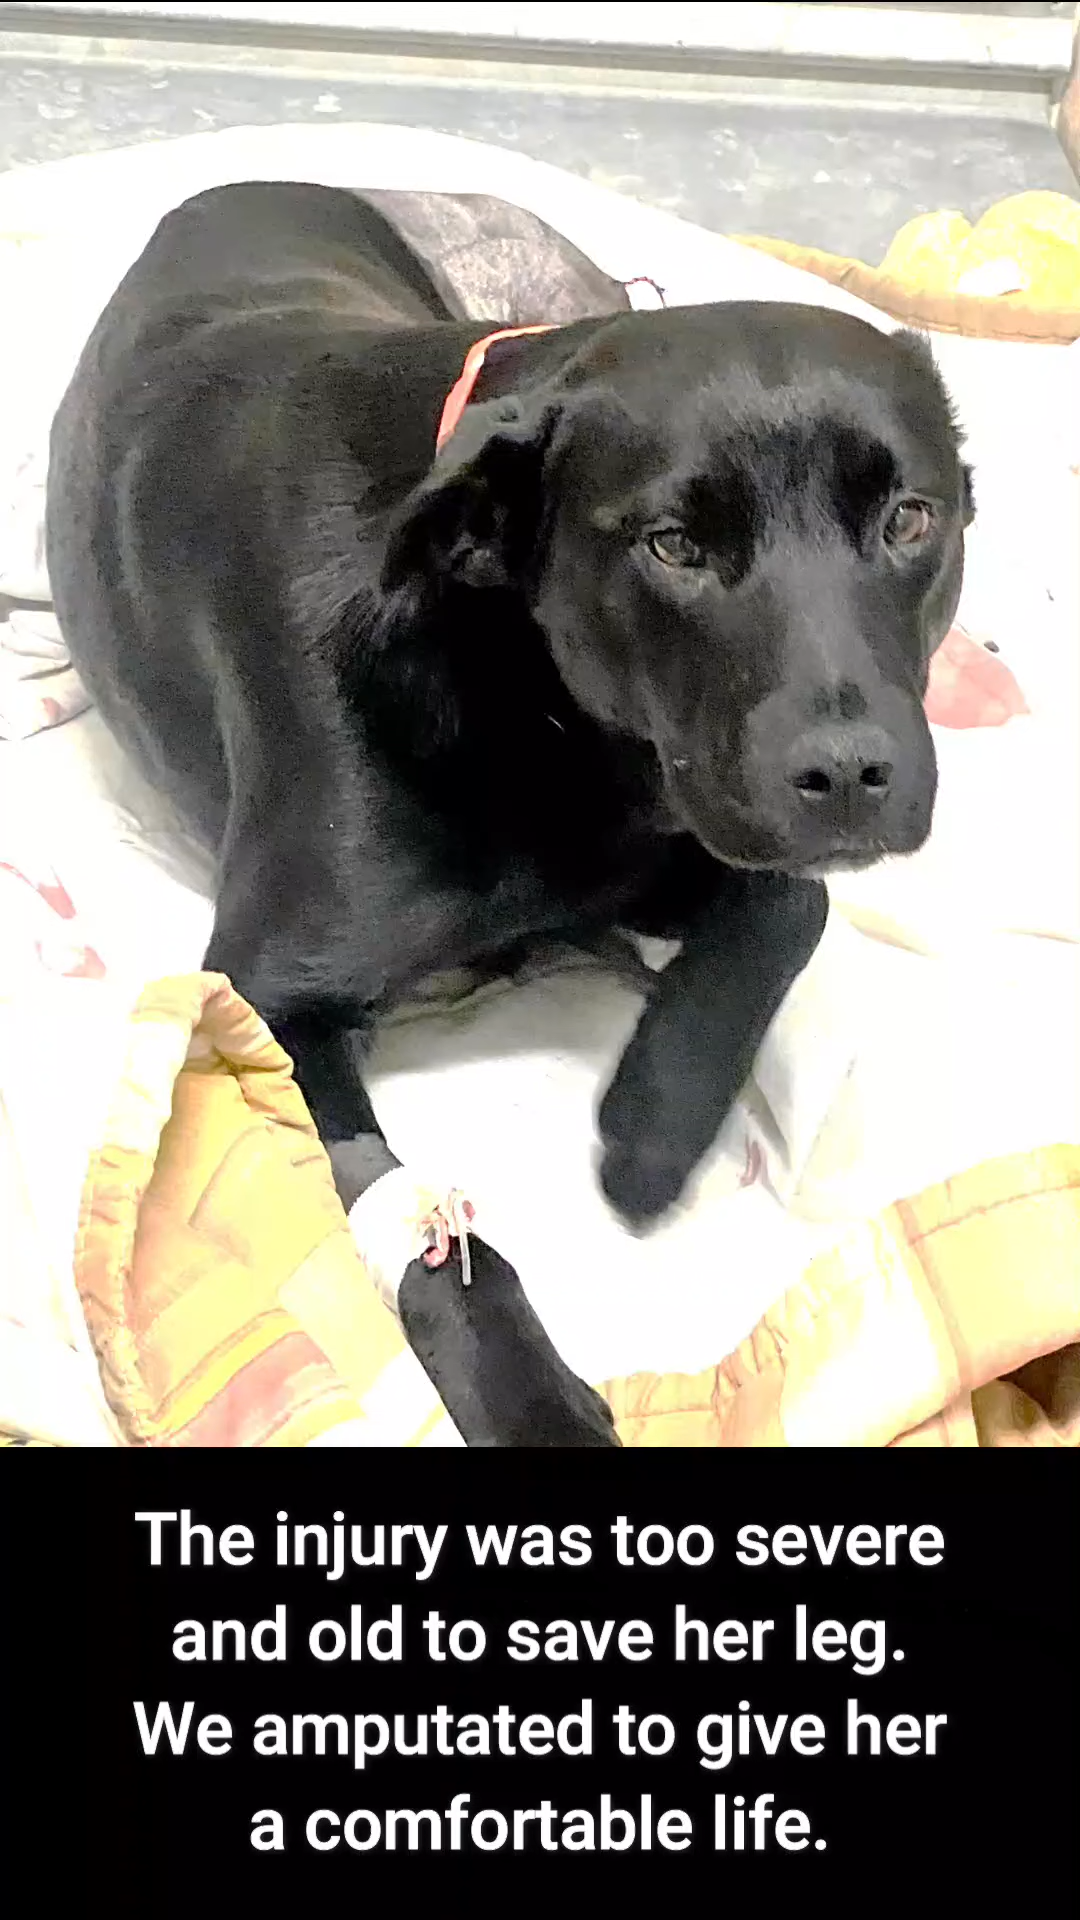 The injury was too severe
and old to save her leg.
We amputated to give her
a comfortable life.